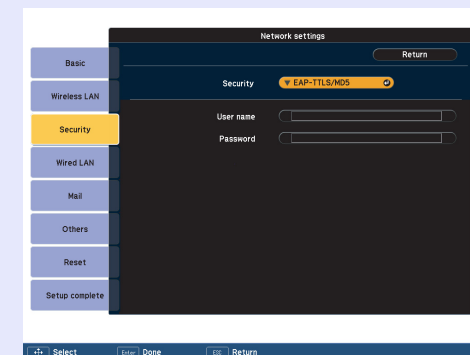 Network settings
Return
Basic
Wireless LAN
Security
Wired LAN
Mail
Others
Reset
Setup complete
Security
EAP-TTLS/MD5
User name
Password
Select
Enter Done
ESC Return